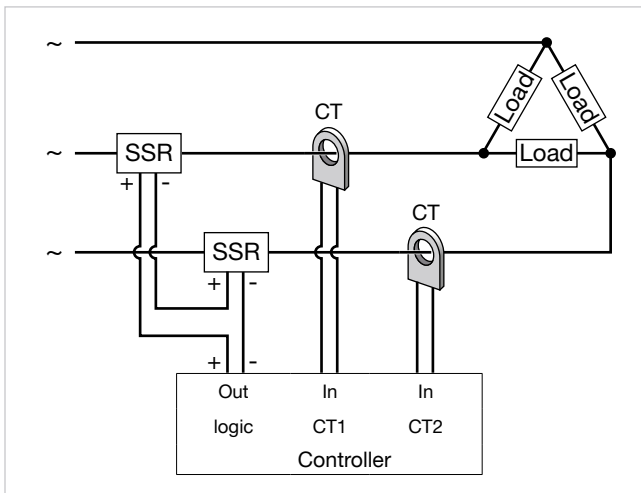 ~
CT
Load
Load
~
SSR
Load
+ -
CT
~
SSR
+ -
+ -
Out In In
logic CT1 CT2
Controller